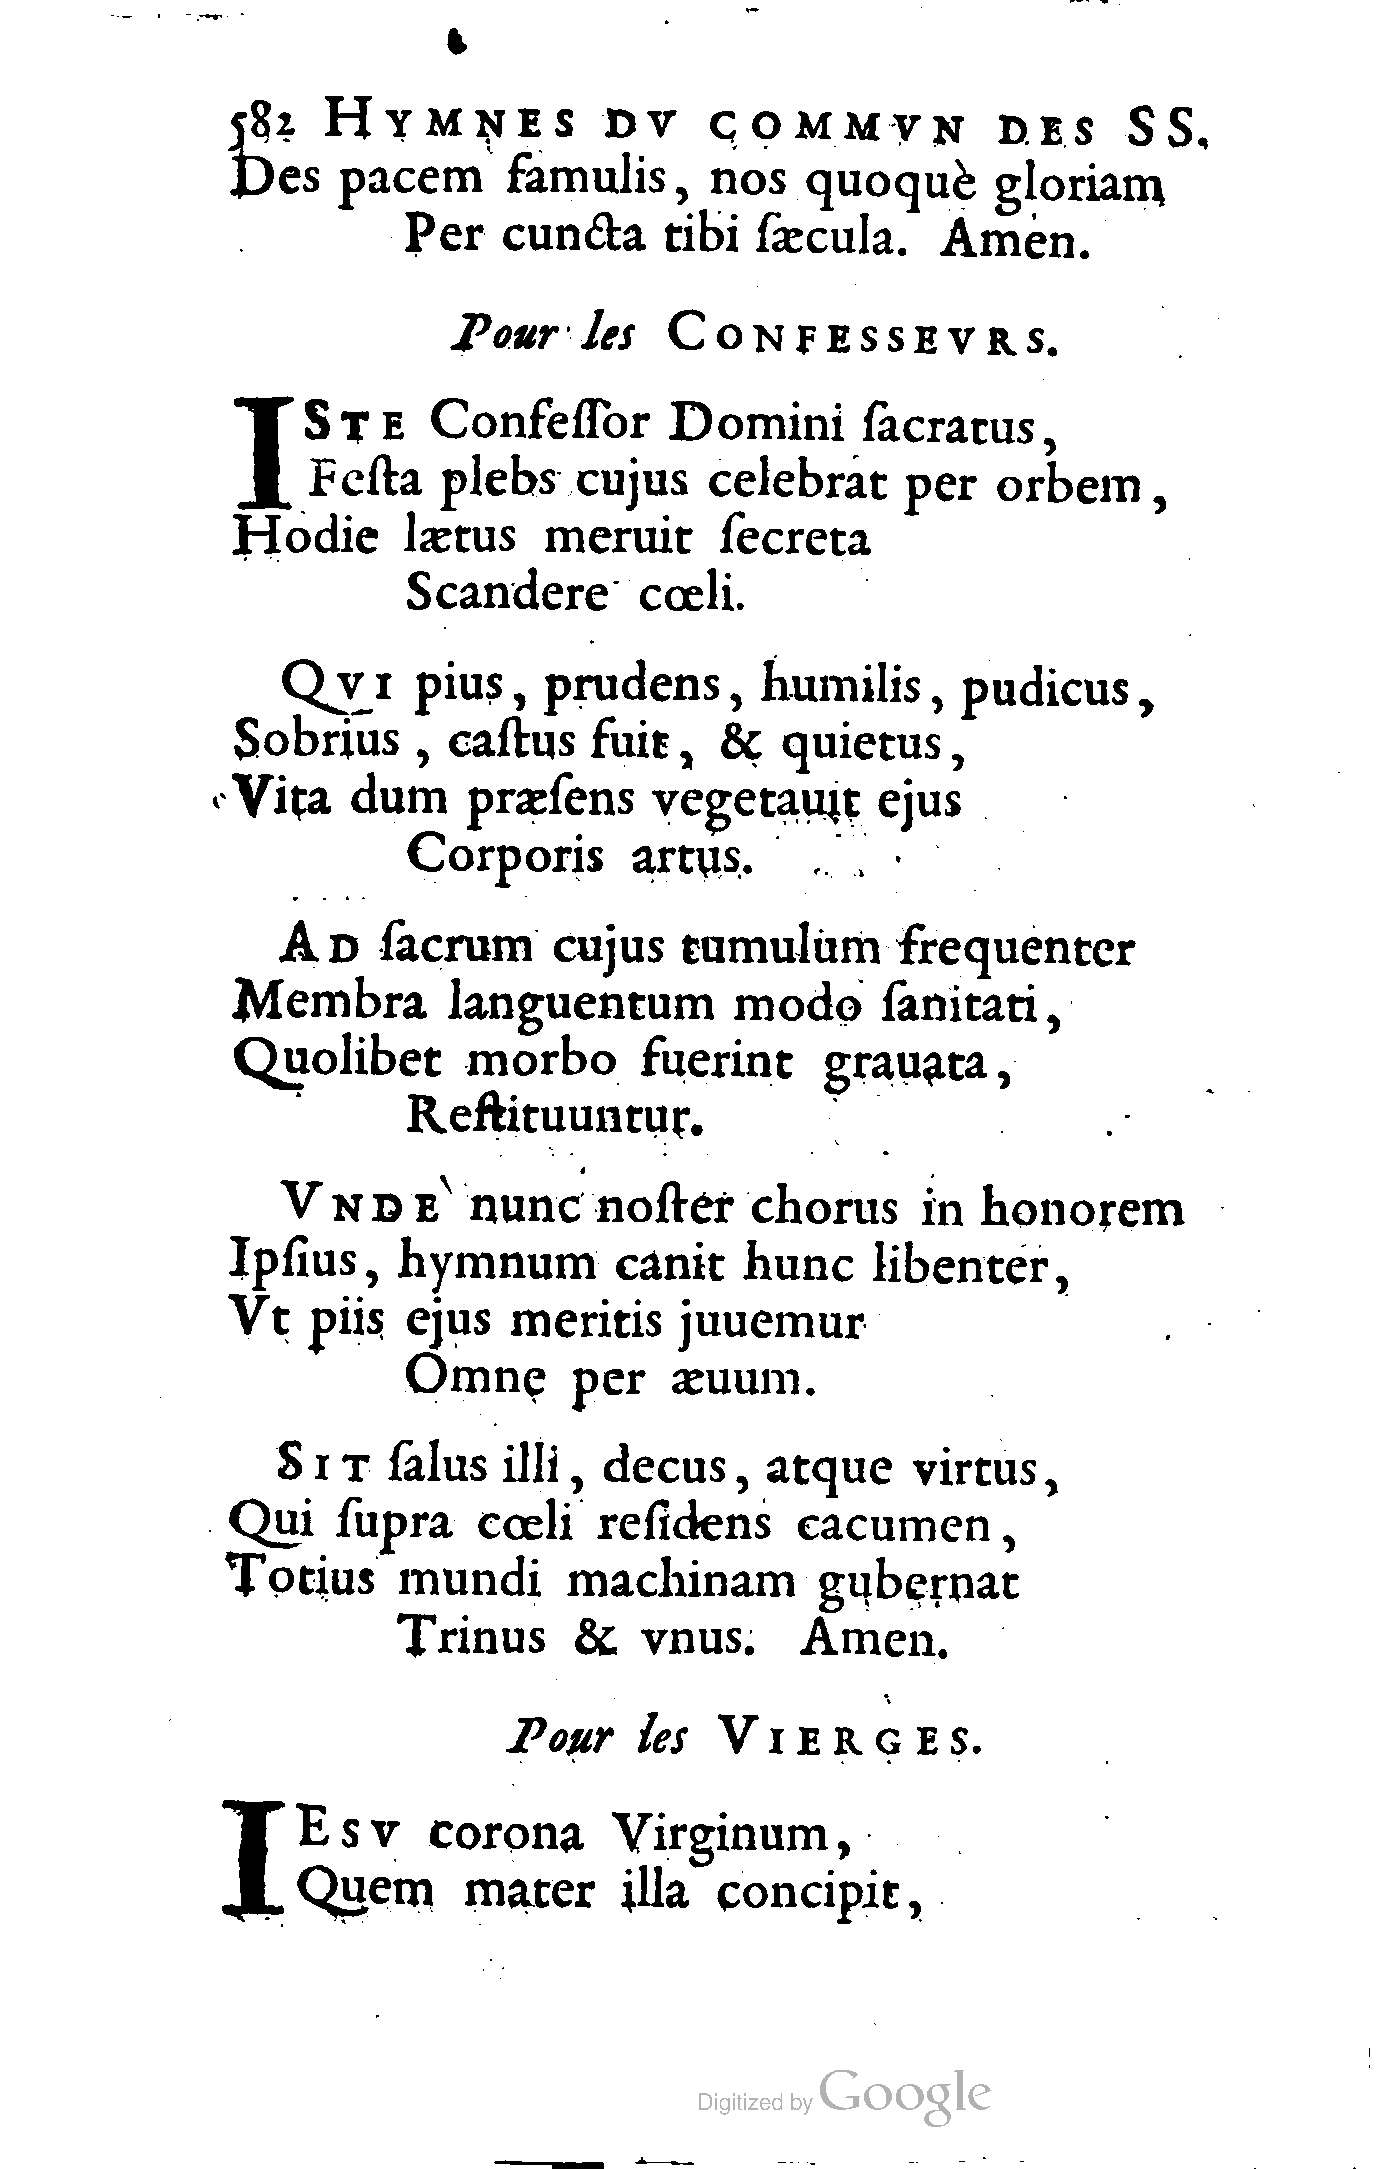 582 HYMNES DV COMMVN DES SS.
Des pacem famulis, nos quoquè gloriam
Per cuncta tibi ſæcula. Amen.
Pour les CONFESSEVRS.
ISTE Confeſſor Domini ſacratus,
Feſta plebs cujus celebrat per orbem,
Hodie lætus meruit ſecreta
Scandere cœli.
QVI pius, prudens, humilis, pudicus,
Sobrius, caſtus fuit, & quietus,
Vita dum præſens vegetauit ejus
Corporis artus.
AD ſacrum cujus tumulum frequenter
Membra languentum modo ſanitati,
Quolibet morbo fuerint grauata,
Reſtituuntur.
VNDE` nunc noſter chorus in honorem
Ipſius, hymnum canit hunc libenter,
Vt piis ejus meritis juuemur
Omne per æuum.
SIT ſalus illi, decus, atque virtus,
Qui ſupra cœli reſidens cacumen,
Totius mundi machinam gubernat
Trinus & vnus. Amen.
Pour les VIERGES.
IESV corona Virginum,
Quem mater illa concipit,
Digitized by Google